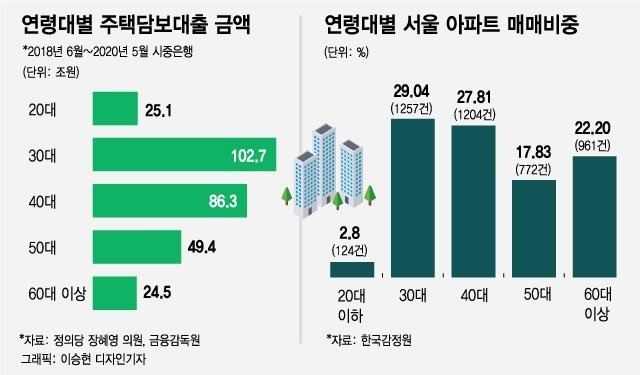 연령대별 주택담보대출 금액
*2018년 6월~2020년 5월 시중은행
(단위: 조원)
20대 25.1
30대 102.7
40대 86.3
50대 49.4
60대 이상 24.5
*자료: 정의당 장혜영 의원, 금융감독원
그래픽: 이승현 디자인기자
연령대별 서울 아파트 매매비중
(단위: %)
2.8
(124건)
29.04
(1257건)
27.81
(1204건)
17.83
(772건)
22.20
(961건)
20대
이하
30대
40대
50대
60대
이상
*자료: 한국감정원